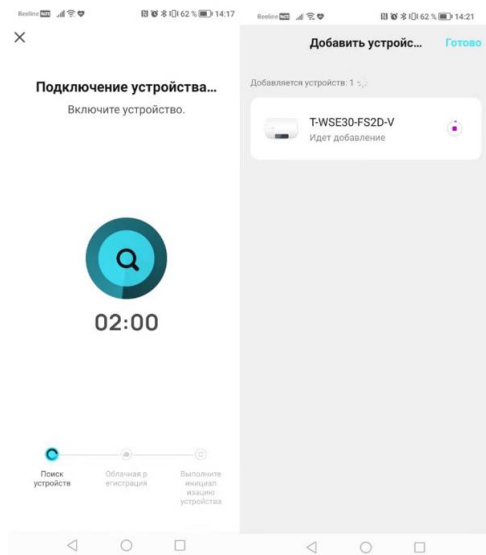 Beeline
62 % 14:17
Подключение устройства...
Включите устройство.
02:00
Поиск
устройств
Облачная р
егистрация
Выполните
инициал
изацию
устройства
Beeline
62 % 14:21
Добавить устройс... Готово
Добавляется устройств: 1
T-WSE30-FS2D-V
Идет добавление